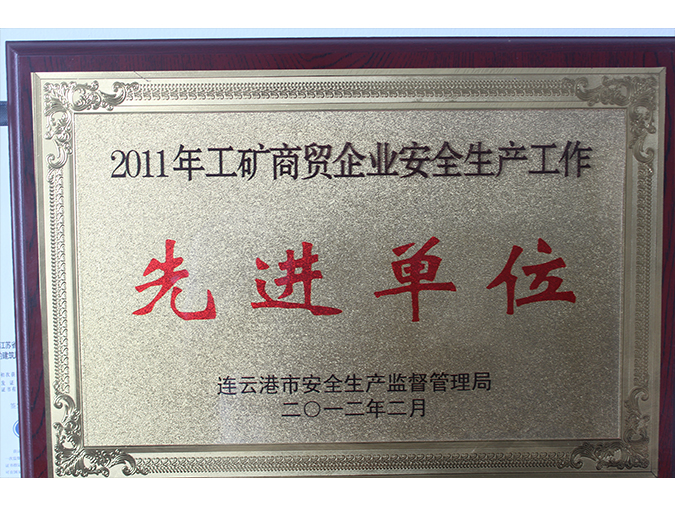 2011年工矿商贸企业安全生产工作
先进单位
连云港市安全生产监督管理局
二〇一二年二月